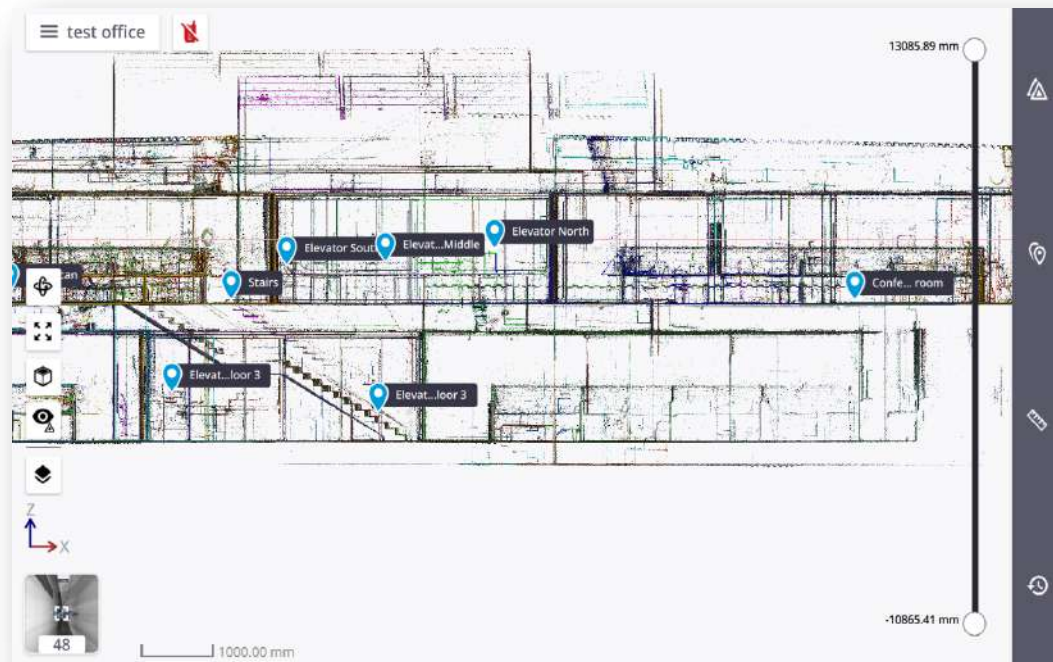 test office
13085.89 mm
Elevator North
Elevator Sout
Elevat...Middle
Stairs
Confe... room
Elevat...loor 3
Elevat...loor 3
Z
X
-10865.41 mm
48
1000.00 mm